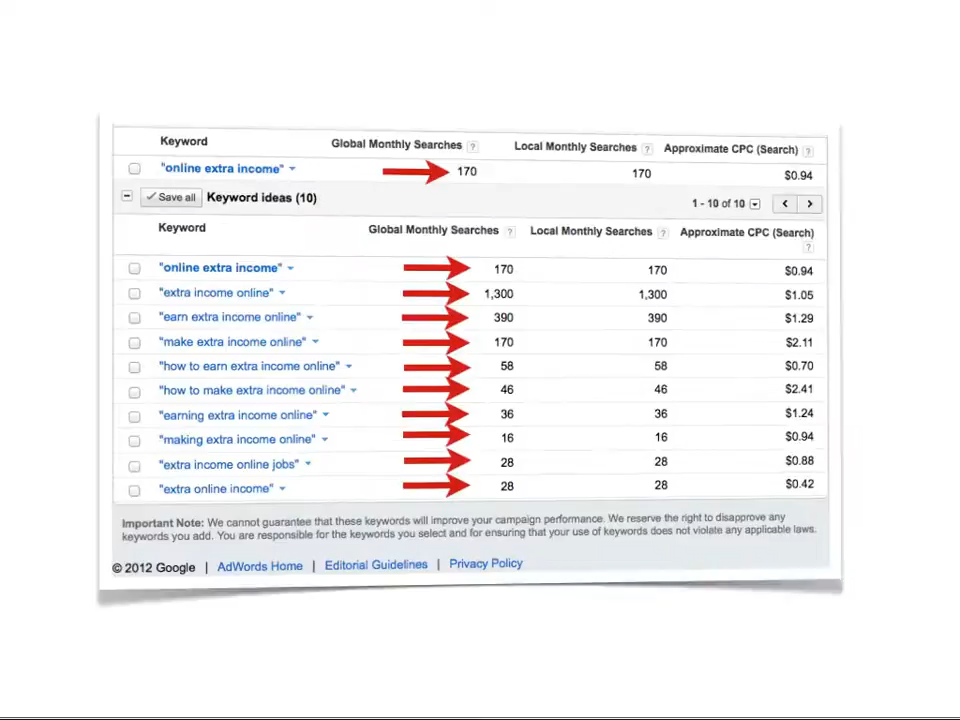 Keyword Global Monthly Searches ? Local Monthly Searches ? Approximate CPC (Search) ?
"online extra income" 170 170 $0.94
Save all Keyword ideas (10) 1 - 10 of 10
Keyword Global Monthly Searches ? Local Monthly Searches ? Approximate CPC (Search) ?
"online extra income" 170 170 $0.94
"extra income online" 1,300 1,300 $1.05
"earn extra income online" 390 390 $1.29
"make extra income online" 170 170 $2.11
"how to earn extra income online" 58 58 $0.70
"how to make extra income online" 46 46 $2.41
"earning extra income online" 36 36 $1.24
"making extra income online" 16 16 $0.94
"extra income online jobs" 28 28 $0.88
"extra online income" 28 28 $0.42
Important Note: We cannot guarantee that these keywords will improve your campaign performance. We reserve the right to disapprove any
keywords you add. You are responsible for the keywords you select and for ensuring that your use of keywords does not violate any applicable laws.
© 2012 Google | AdWords Home | Editorial Guidelines | Privacy Policy